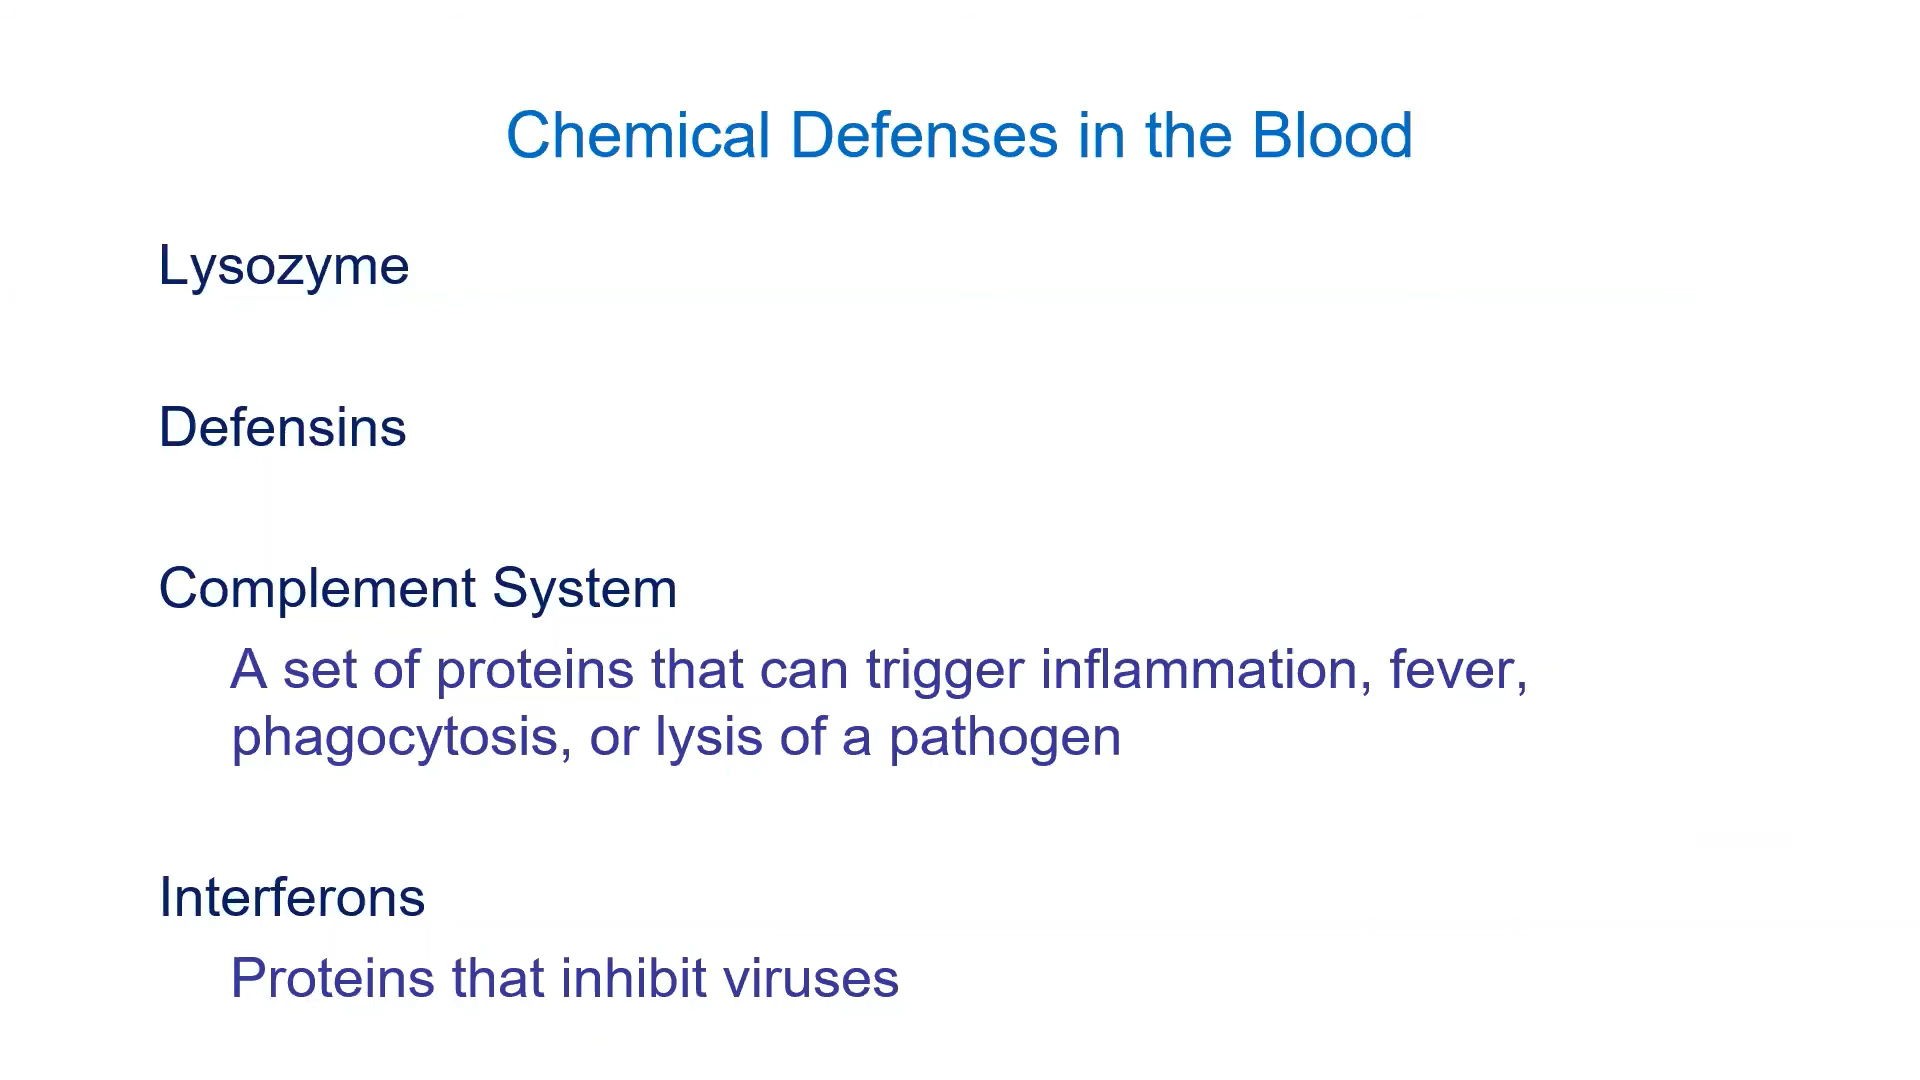 Chemical Defenses in the Blood
Lysozyme
Defensins
Complement System
A set of proteins that can trigger inflammation, fever,
phagocytosis, or lysis of a pathogen
Interferons
Proteins that inhibit viruses